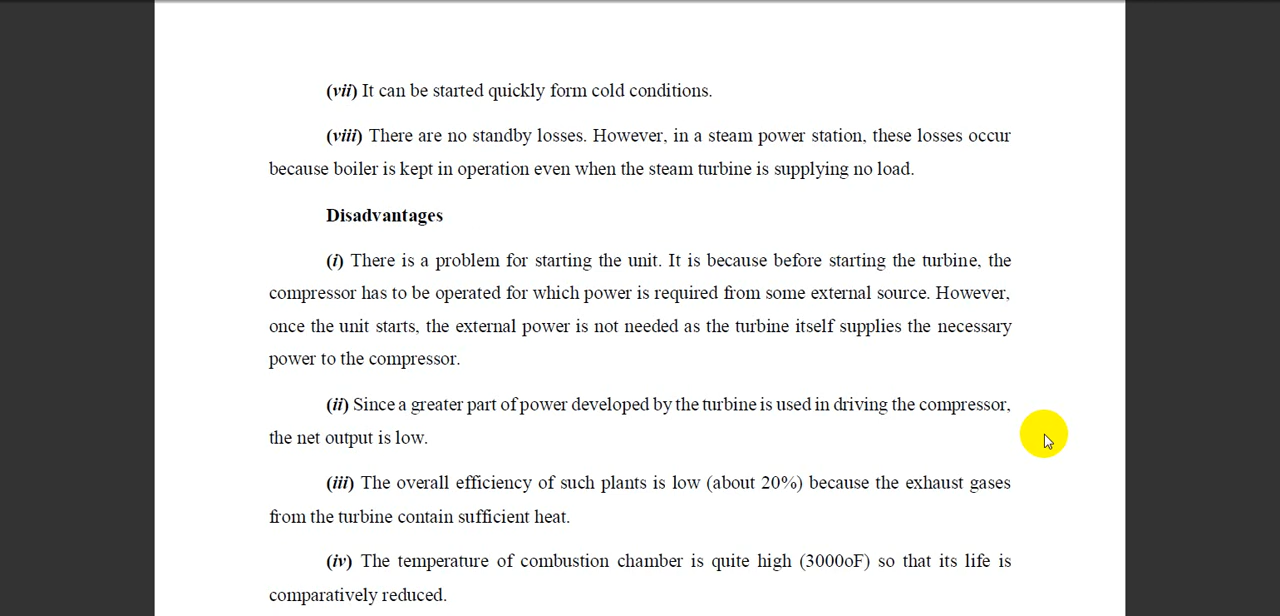 (vii) It can be started quickly form cold conditions.
(viii) There are no standby losses. However, in a steam power station, these losses occur
because boiler is kept in operation even when the steam turbine is supplying no load.
Disadvantages
(i) There is a problem for starting the unit. It is because before starting the turbine, the
compressor has to be operated for which power is required from some external source. However,
once the unit starts, the external power is not needed as the turbine itself supplies the necessary
power to the compressor.
(ii) Since a greater part of power developed by the turbine is used in driving the compressor,
the net output is low.
(iii) The overall efficiency of such plants is low (about 20%) because the exhaust gases
from the turbine contain sufficient heat.
(iv) The temperature of combustion chamber is quite high (3000oF) so that its life is
comparatively reduced.